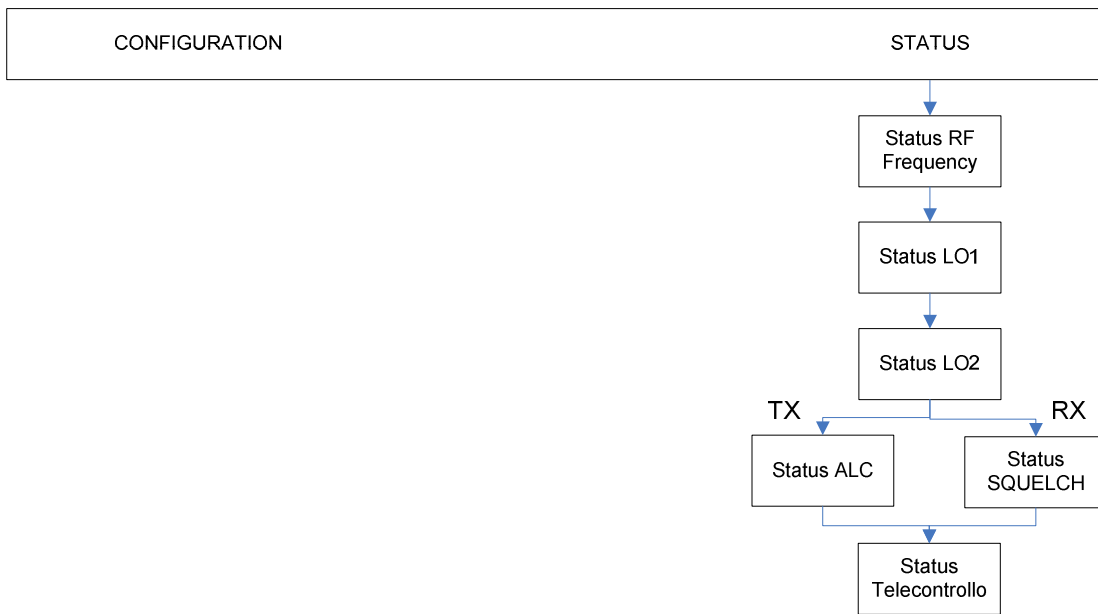 CONFIGURATION STATUS
Status RF
Frequency
Status LO1
Status LO2
TX RX
Status ALC
Status
SQUELCH
Status
Telecontrollo